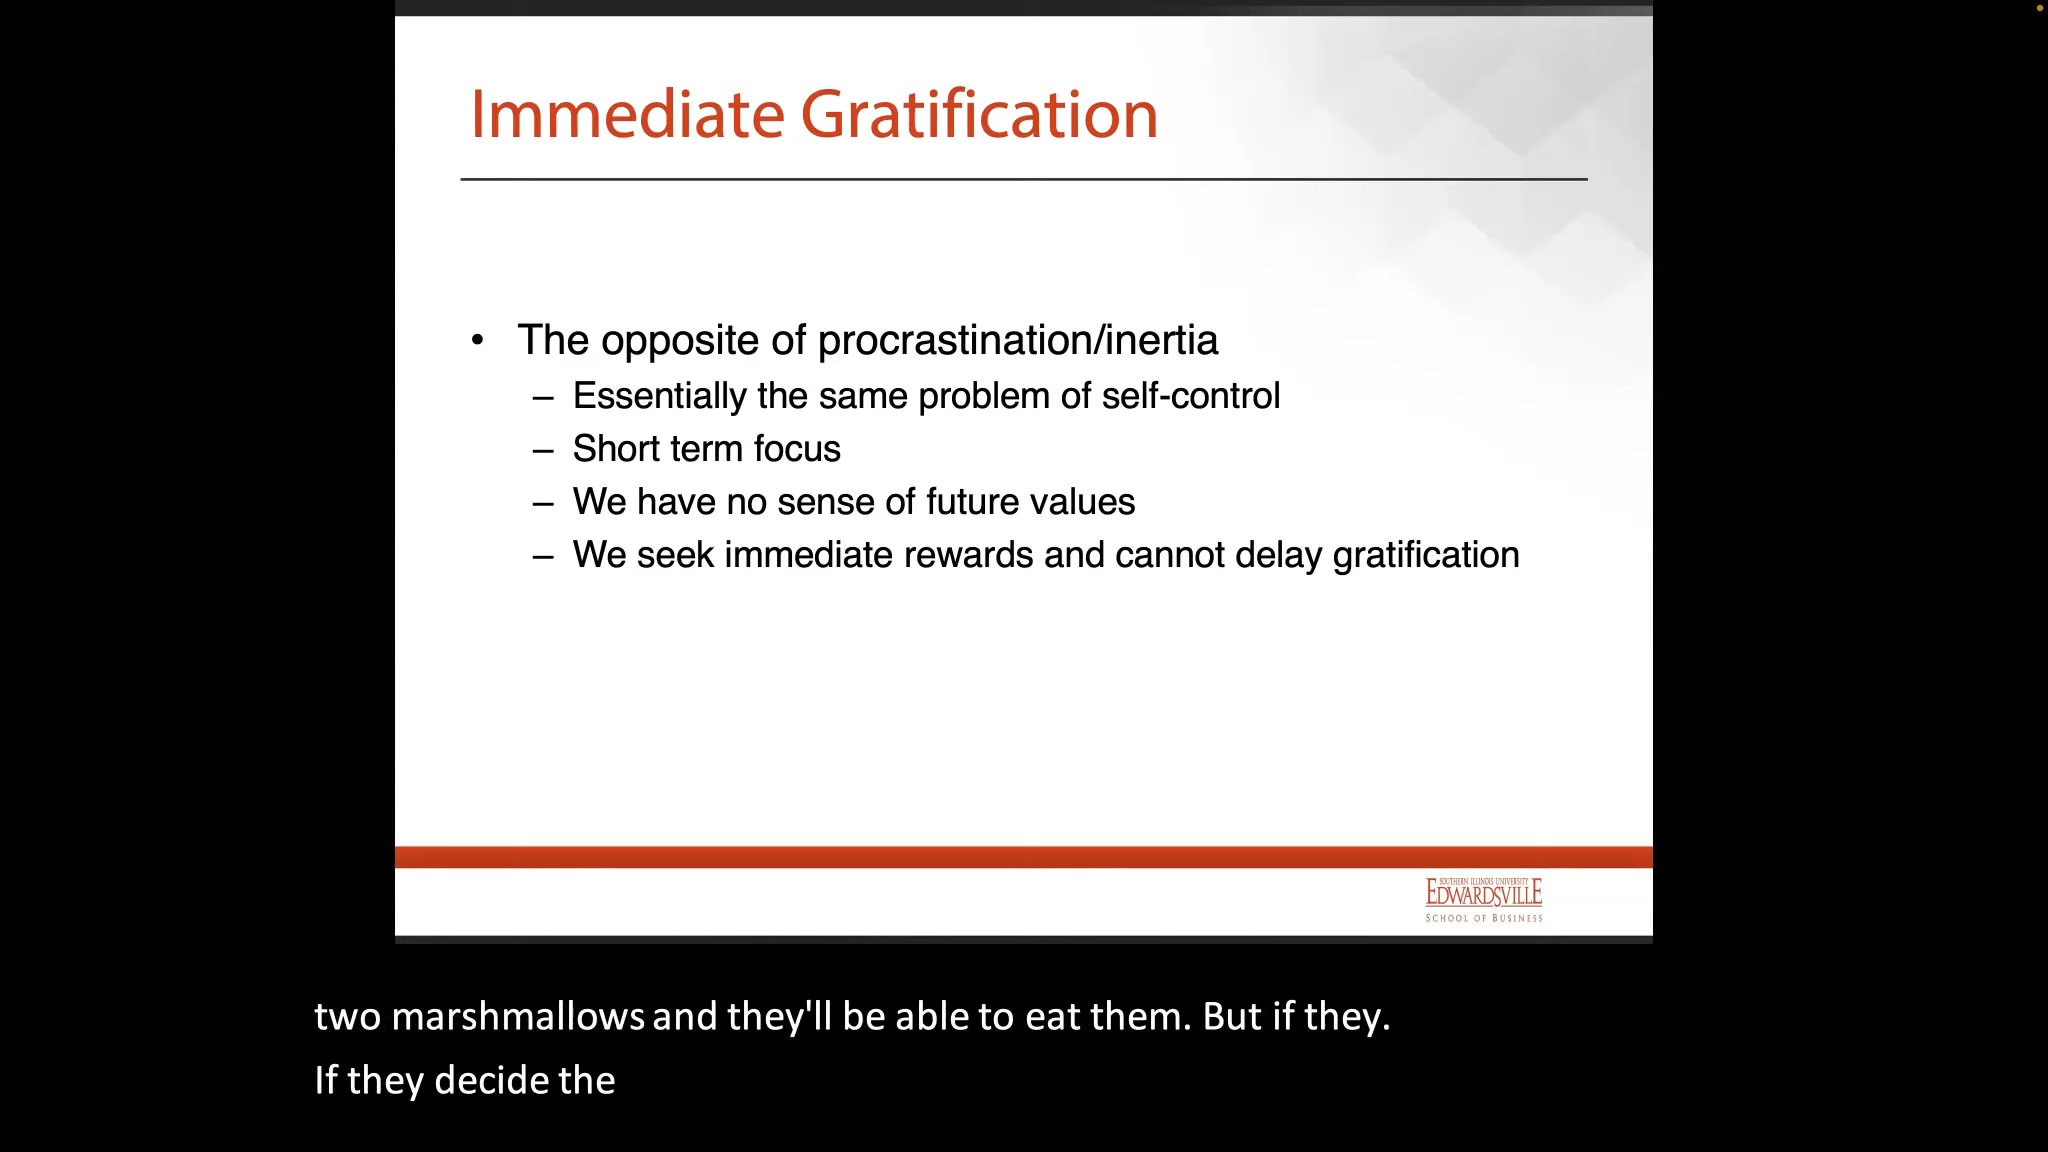 Immediate Gratification
• The opposite of procrastination/inertia
– Essentially the same problem of self-control
– Short term focus
– We have no sense of future values
– We seek immediate rewards and cannot delay gratification
SOUTHERN ILLINOIS UNIVERSITY
EDWARDSVILLE
SCHOOL OF BUSINESS
two marshmallows and they'll be able to eat them. But if they.
If they decide the